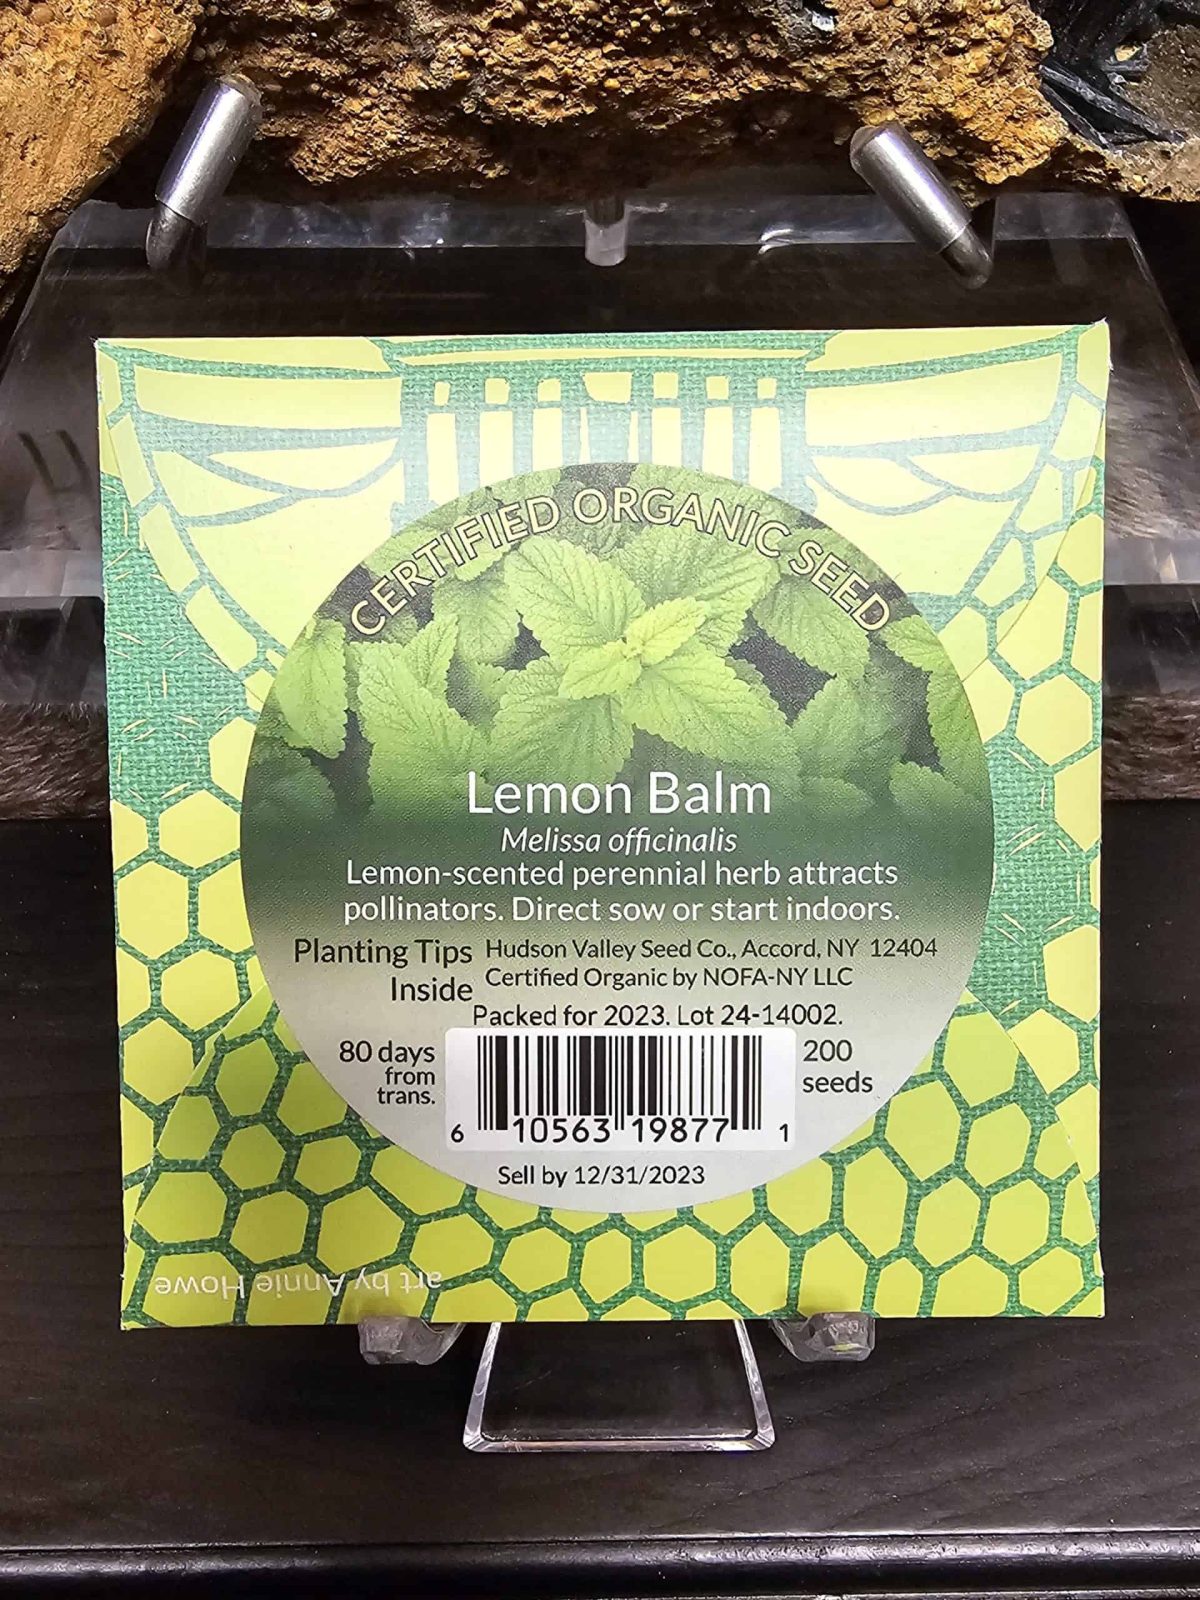 CERTIFIED ORGANIC SEED
Lemon Balm
Melissa officinalis
Lemon-scented perennial herb attracts
pollinators. Direct sow or start indoors.
Planting Tips
Inside
Hudson Valley Seed Co., Accord, NY 12404
Certified Organic by NOFA-NY LLC
Packed for 2023. Lot 24-14002.
80 days
from
trans.
6 10563 19877 1
200
seeds
Sell by 12/31/2023
art by Annie Howe